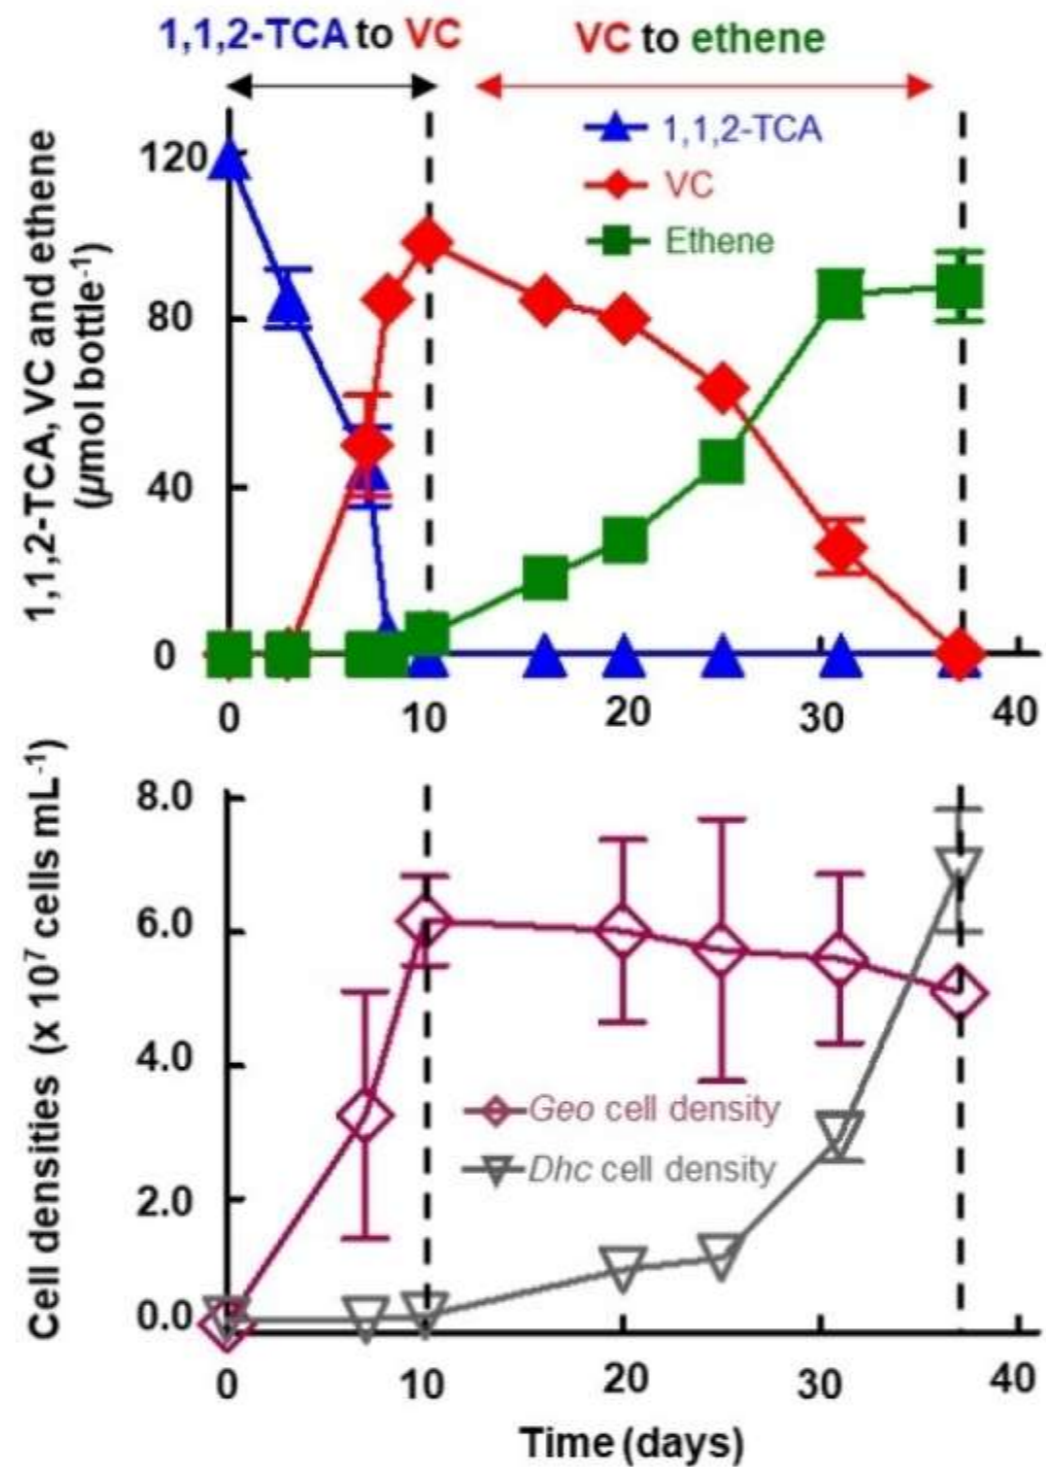 1,1,2-TCA to VC
VC to ethene
1,1,2-TCA
VC
Ethene
1,1,2-TCA, VC and ethene
(µmol bottle⁻¹)
120
80
40
0
0 10 20 30 40
Cell densities (x 10⁷ cells mL⁻¹)
8.0
6.0
4.0
2.0
0.0
Geo cell density
Dhc cell density
0 10 20 30 40
Time (days)